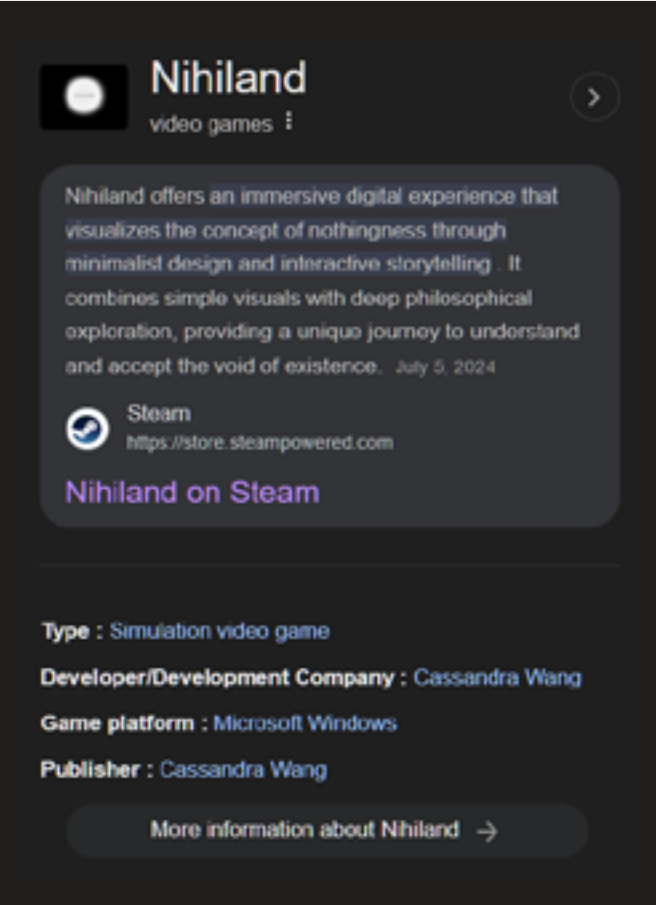 Nihiland
video games
Nihiland offers an immersive digital experience that
visualizes the concept of nothingness through
minimalist design and interactive storytelling . It
combines simple visuals with deep philosophical
exploration, providing a unique journey to understand
and accept the void of existence. July 5, 2024
Steam
https://store.steampowered.com
Nihiland on Steam
Type : Simulation video game
Developer/Development Company : Cassandra Wang
Game platform : Microsoft Windows
Publisher : Cassandra Wang
More information about Nihiland →